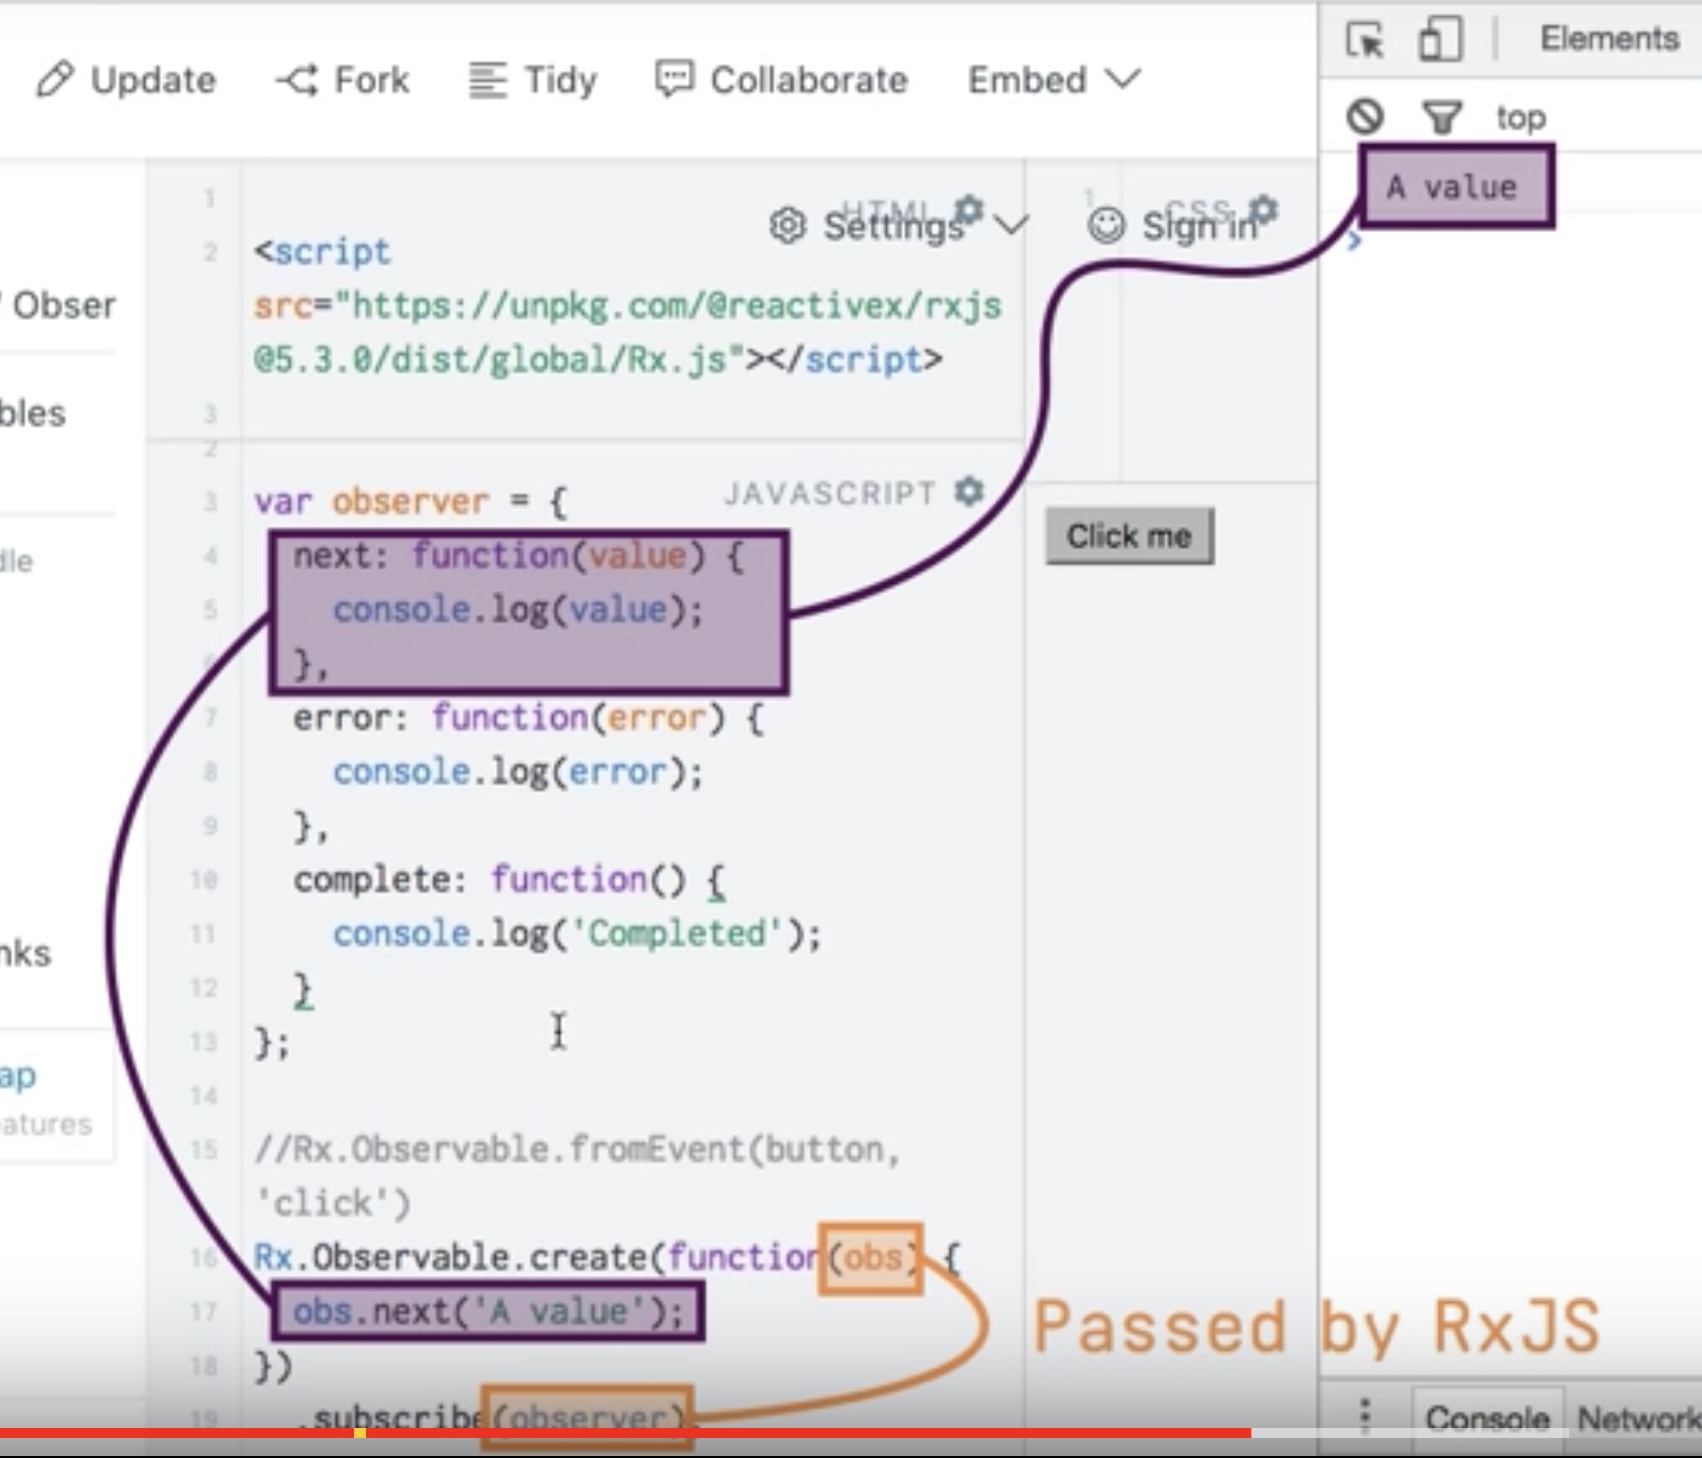 Update Fork Tidy Collaborate Embed
Elements
top
A value
HTML
Settings
CSS
Sign in
Obser
bles
dle
nks
ap
atures
1
2 <script
src="https://unpkg.com/@reactivex/rxjs
@5.3.0/dist/global/Rx.js"></script>
3
1
JAVASCRIPT
2
3 var observer = {
4 next: function(value) {
5 console.log(value);
6 },
7 error: function(error) {
8 console.log(error);
9 },
10 complete: function() {
11 console.log('Completed');
12 }
13 };
14
15 //Rx.Observable.fromEvent(button,
'click')
16 Rx.Observable.create(function(obs) {
17 obs.next('A value');
18 })
19 .subscribe(observer)
Click me
Passed by RxJS
Console Network